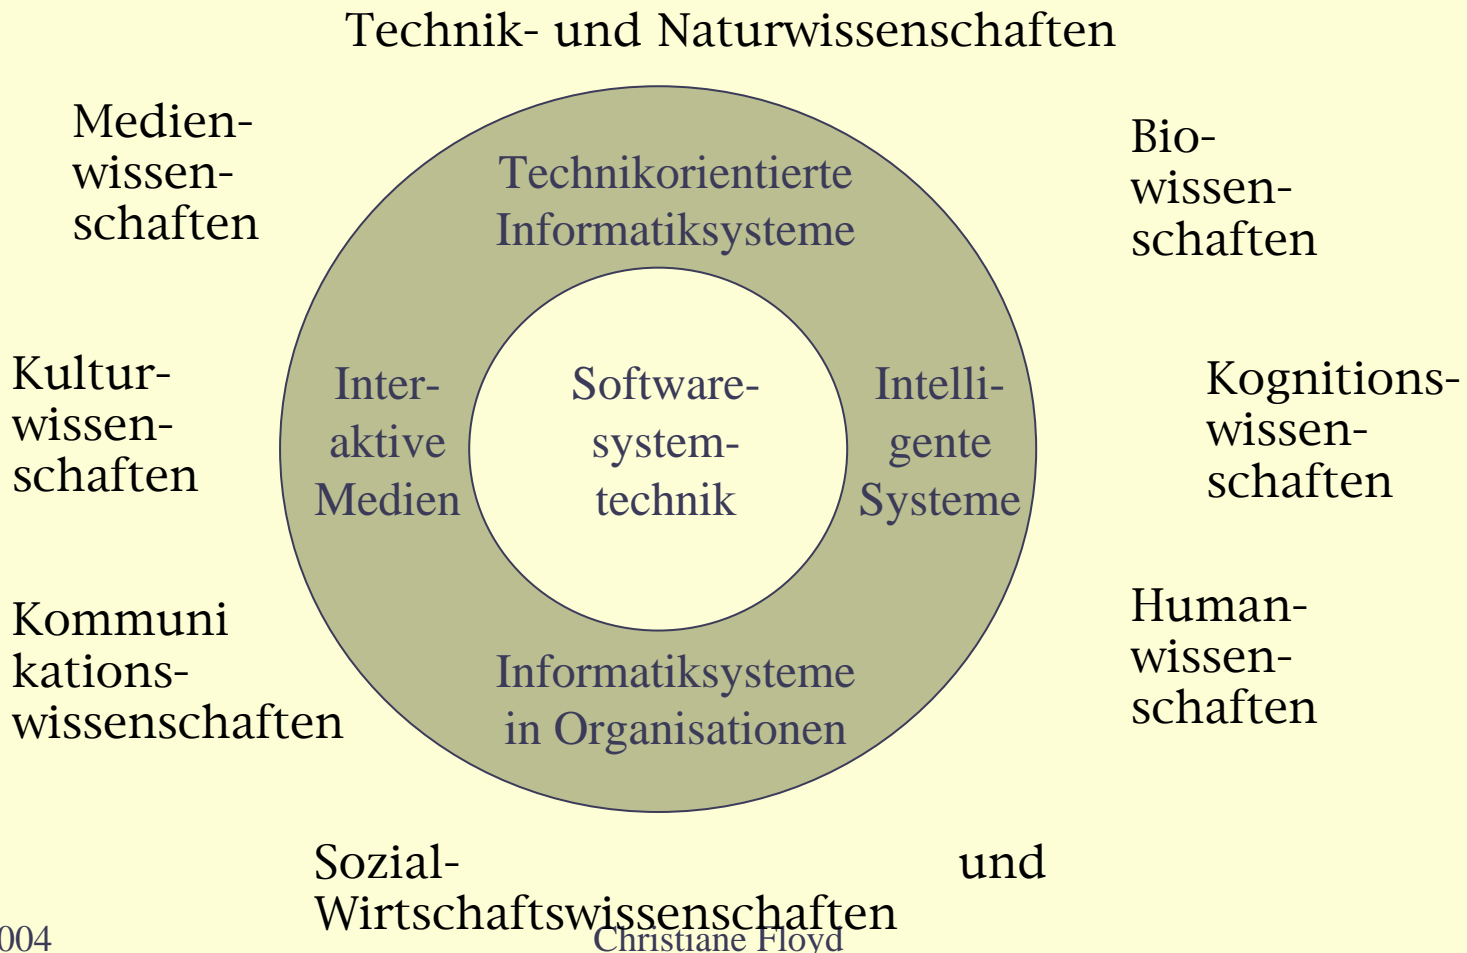 Technik- und Naturwissenschaften
Medien-
wissen-
schaften
Bio-
wissen-
schaften
Technikorientierte
Informatiksysteme
Kultur-
wissen-
schaften
Inter-
aktive
Medien
Software-
system-
technik
Intelli-
gente
Systeme
Kognitions-
wissen-
schaften
Kommuni
kations-
wissenschaften
Informatiksysteme
in Organisationen
Human-
wissen-
schaften
Sozial- und
Wirtschaftswissenschaften
004
Christiane Floyd